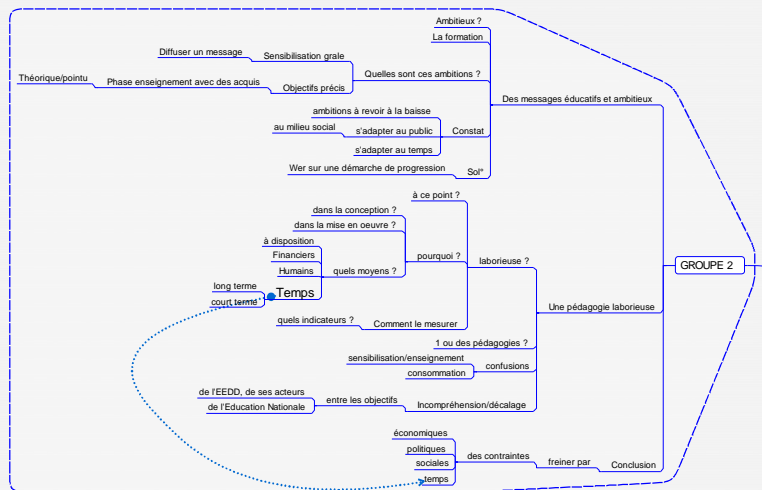 GROUPE 2
Des messages éducatifs et ambitieux
Ambitieux ?
La formation
Quelles sont ces ambitions ?
Sensibilisation grale
Diffuser un message
Objectifs précis
Phase enseignement avec des acquis
Théorique/pointu
Constat
ambitions à revoir à la baisse
s'adapter au public
au milieu social
s'adapter au temps
Sol°
Wer sur une démarche de progression
Une pédagogie laborieuse
laborieuse ?
à ce point ?
pourquoi ?
dans la conception ?
dans la mise en oeuvre ?
quels moyens ?
à disposition
Financiers
Humains
Temps
long terme
court terme
Comment le mesurer
quels indicateurs ?
1 ou des pédagogies ?
confusions
sensibilisation/enseignement
consommation
Incompréhension/décalage
entre les objectifs
de l'EEDD, de ses acteurs
de l'Education Nationale
Conclusion
freiner par
des contraintes
économiques
politiques
sociales
temps